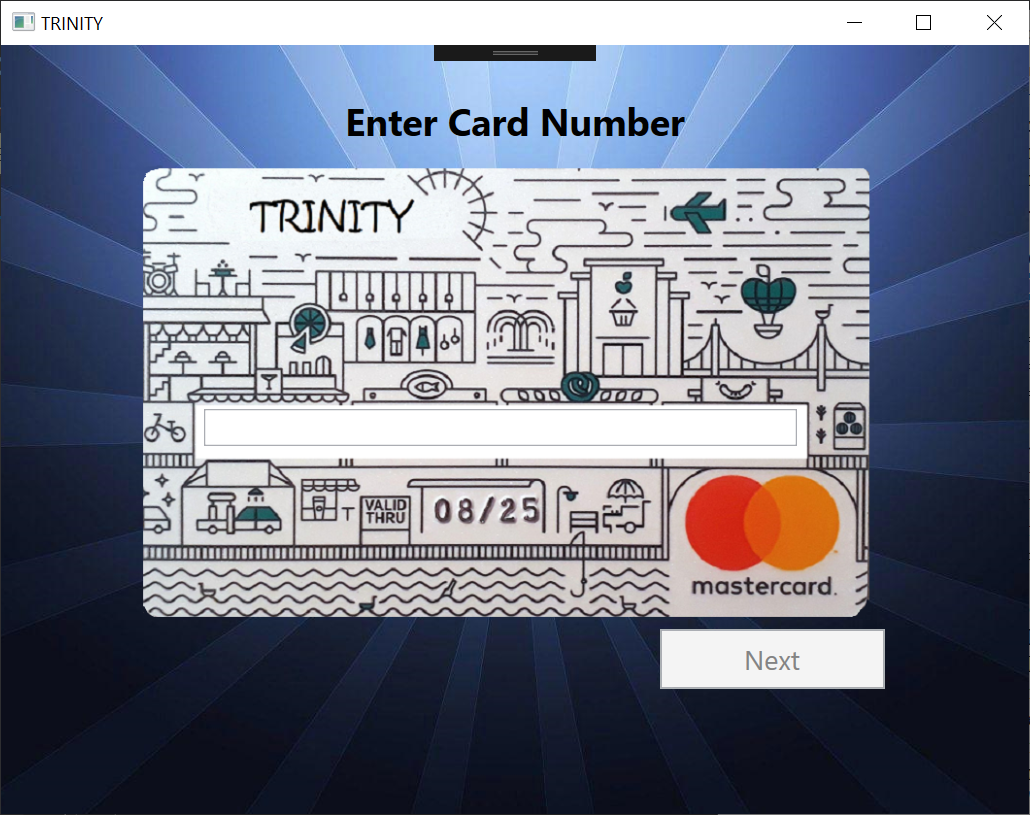 TRINITY
Enter Card Number
TRINITY
VALID
THRU
08/25
mastercard.
Next